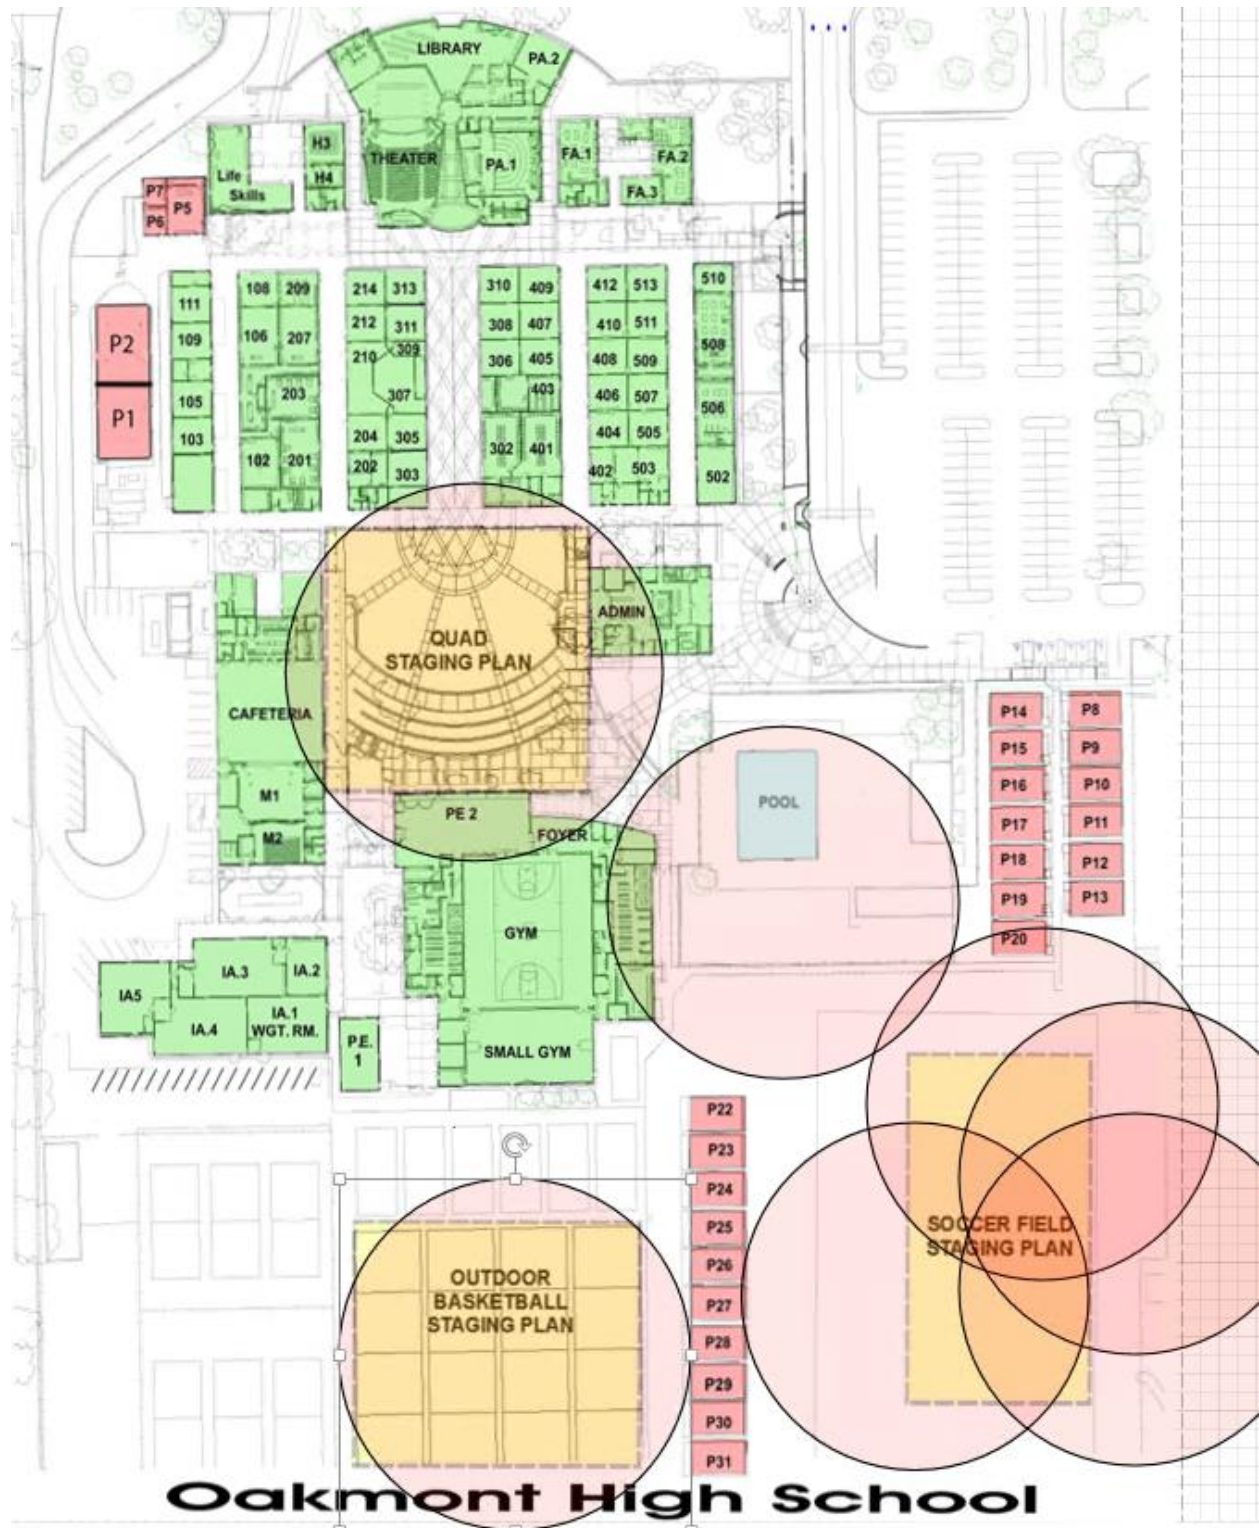 LIBRARY
PA.2
H3
THEATER
PA.1
FA.1
FA.2
Life
Skills
H4
FA.3
P7
P5
P6
108
209
214
313
310
409
412
513
510
111
212
311
308
407
410
511
P2
109
106
207
210
309
306
405
408
509
508
203
307
403
406
507
506
P1
105
103
204
305
302
401
404
505
102
201
202
303
402
503
502
ADMIN
QUAD
STAGING PLAN
CAFETERIA
P14
P8
P15
P9
M1
POOL
P16
P10
PE 2
P17
P11
M2
FOYER
P18
P12
P19
P13
GYM
P20
IA5
IA.3
IA.2
IA.4
IA.1
WGT. RM.
P.E.
1
SMALL GYM
P22
P23
P24
P25
SOCCER FIELD
STAGING PLAN
P26
OUTDOOR
BASKETBALL
STAGING PLAN
P27
P28
P29
P30
P31
Oakmont High School